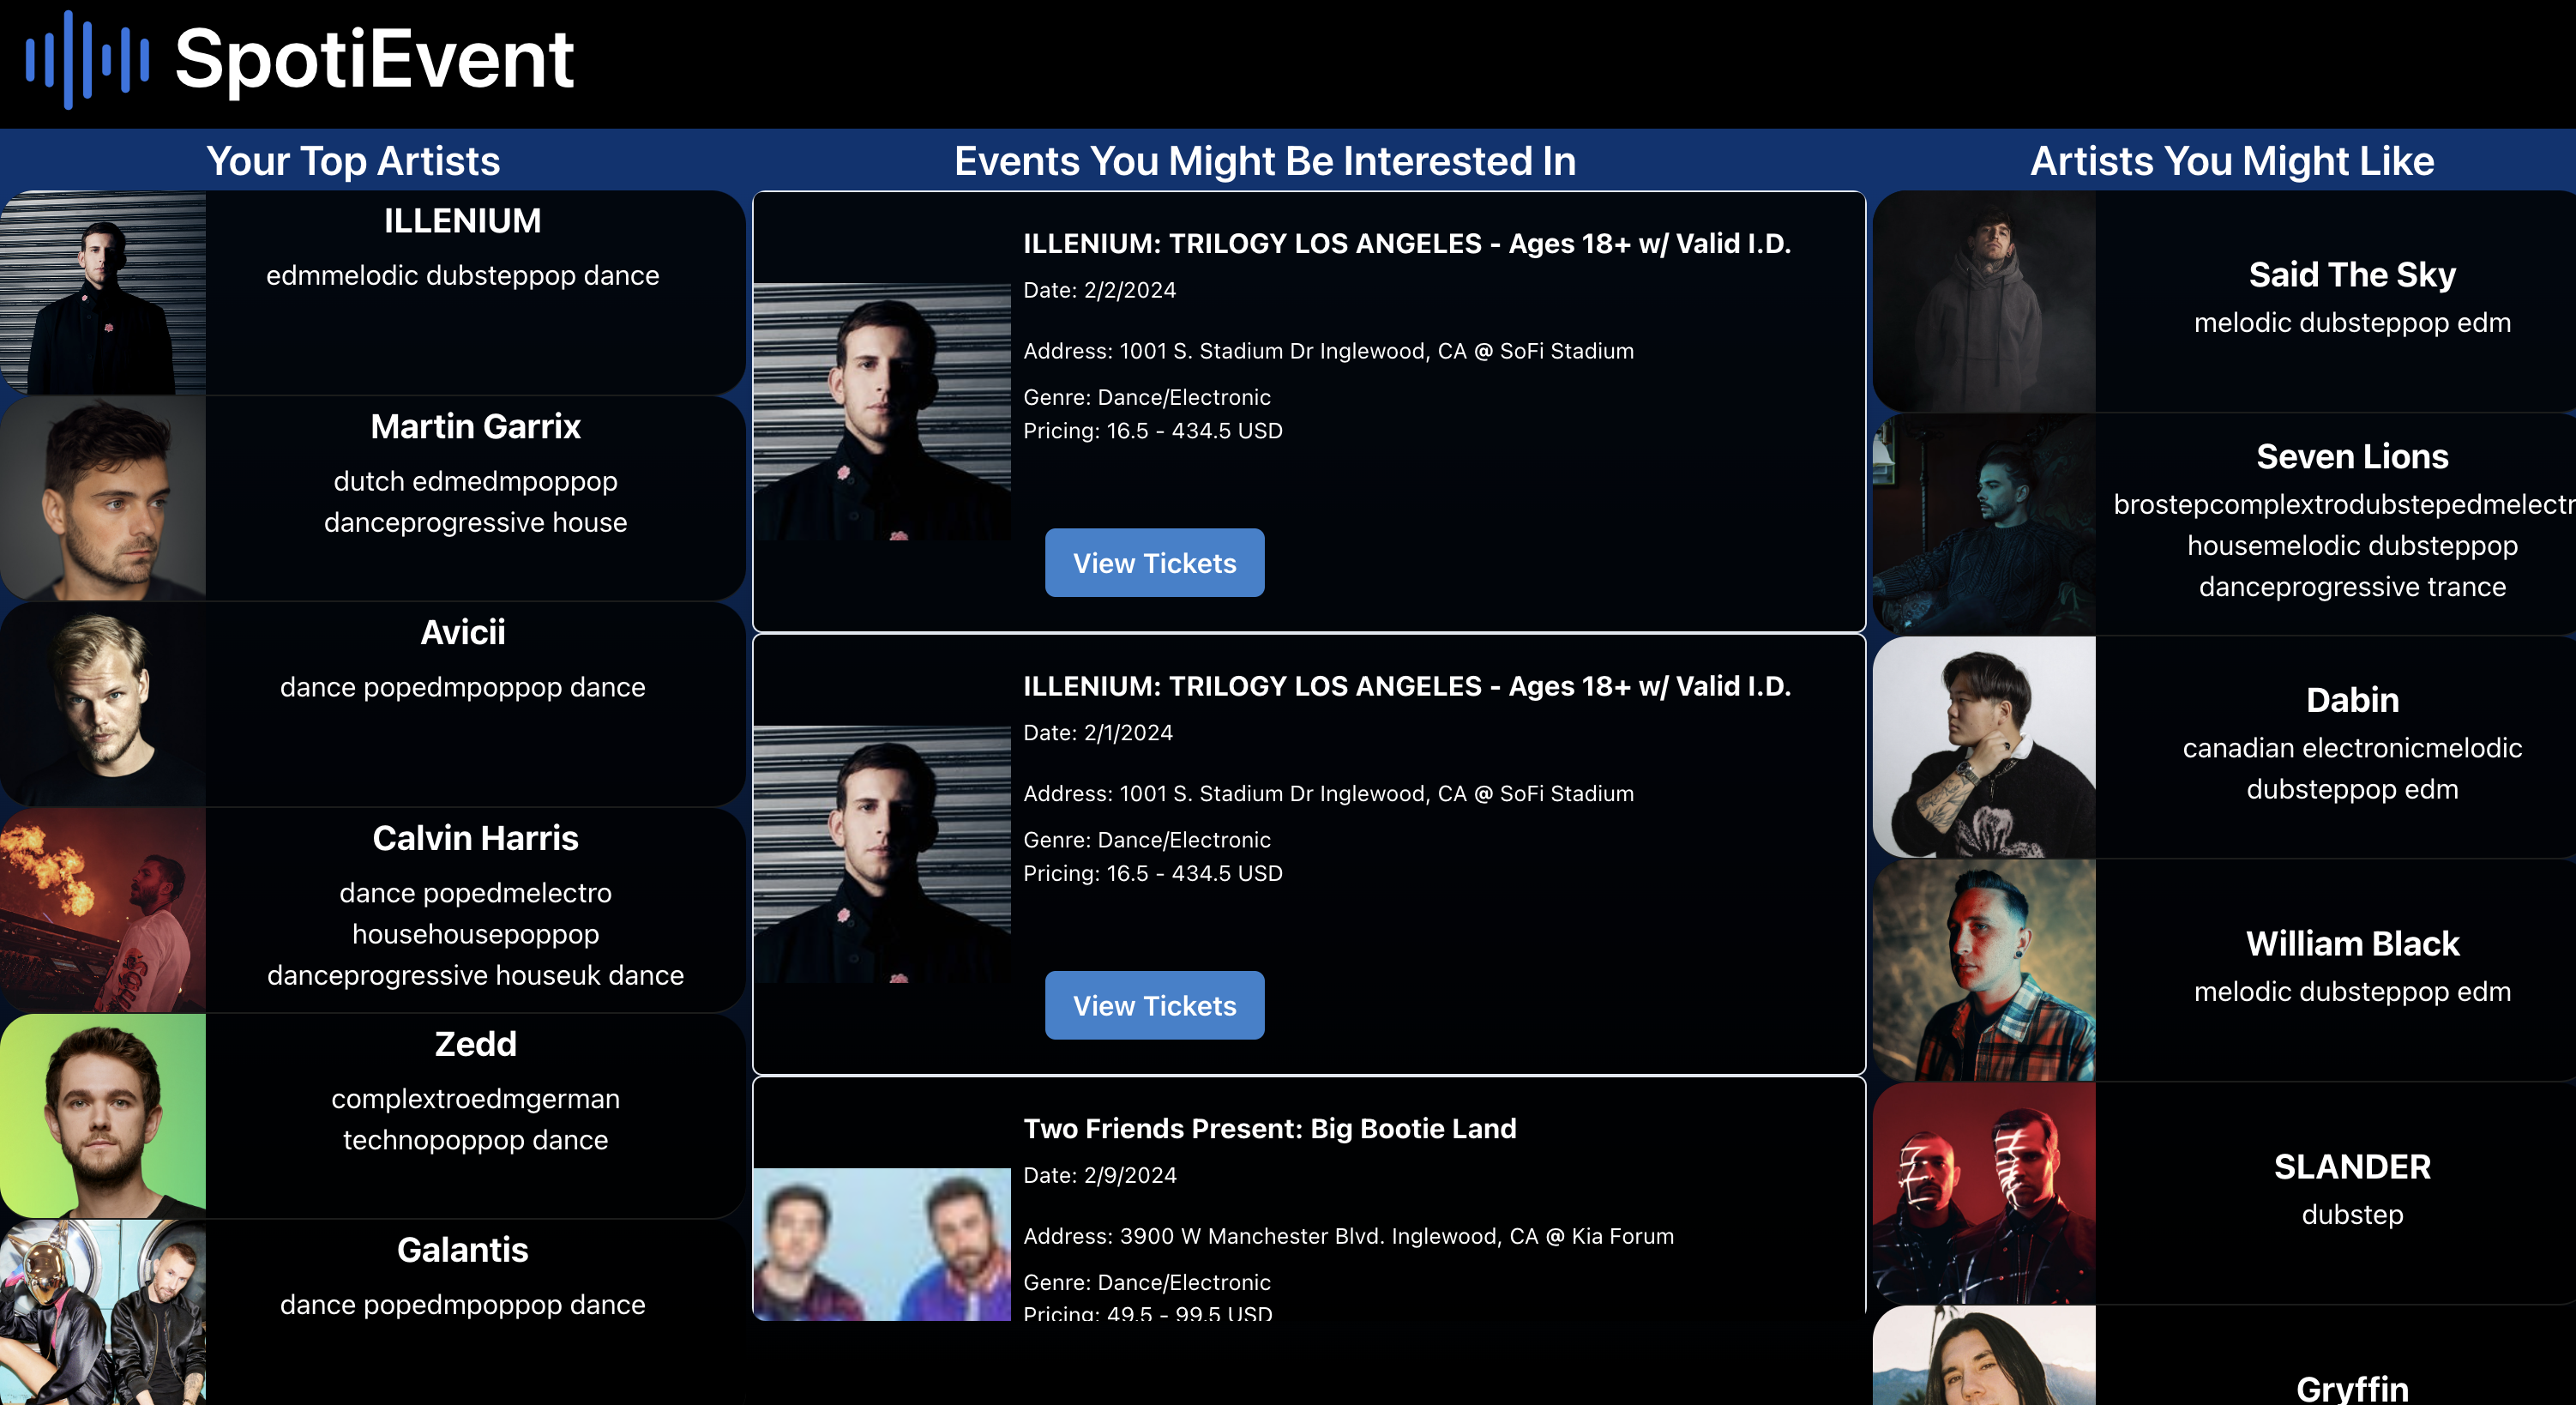 SpotiEvent
Your Top Artists
ILLENIUM
edmmelodic dubsteppop dance
Martin Garrix
dutch edmedmpoppop
danceprogressive house
Avicii
dance popedmpoppop dance
Calvin Harris
dance popedmelectro
househousepoppop
danceprogressive houseuk dance
Zedd
complextroedmgerman
technopoppop dance
Galantis
dance popedmpoppop dance
Events You Might Be Interested In
ILLENIUM: TRILOGY LOS ANGELES - Ages 18+ w/ Valid I.D.
Date: 2/2/2024
Address: 1001 S. Stadium Dr Inglewood, CA @ SoFi Stadium
Genre: Dance/Electronic
Pricing: 16.5 - 434.5 USD
View Tickets
ILLENIUM: TRILOGY LOS ANGELES - Ages 18+ w/ Valid I.D.
Date: 2/1/2024
Address: 1001 S. Stadium Dr Inglewood, CA @ SoFi Stadium
Genre: Dance/Electronic
Pricing: 16.5 - 434.5 USD
View Tickets
Two Friends Present: Big Bootie Land
Date: 2/9/2024
Address: 3900 W Manchester Blvd. Inglewood, CA @ Kia Forum
Genre: Dance/Electronic
Pricing: 49.5 - 99.5 USD
Artists You Might Like
Said The Sky
melodic dubsteppop edm
Seven Lions
brostepcomplextrodubstepedmelectr
housemelodic dubsteppop
danceprogressive trance
Dabin
canadian electronicmelodic
dubsteppop edm
William Black
melodic dubsteppop edm
SLANDER
dubstep
Gryffin